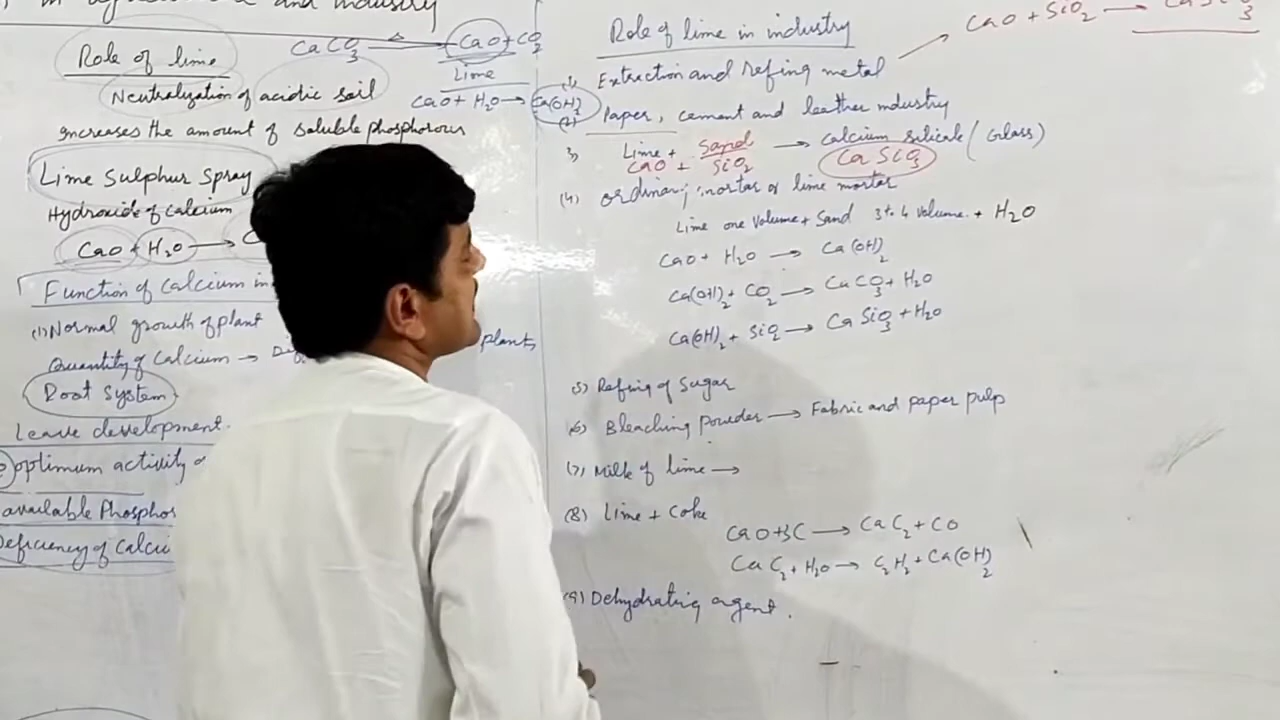 and industry
Role of lime
CaCO3 → CaO + CO2
Lime
Neutralization of acidic soil
CaO + H2O → Ca(OH)2
increases the amount of soluble phosphorous
Lime Sulphur Spray
Hydroxide of calcium
CaO + H2O → C
Function of Calcium in
(1) Normal growth of plant
Quantity of Calcium → plants
Root System
Leave development.
optimum activity o
available Phosphor
Deficiency of Calci
Role of lime in industry
CaO + SiO2 → CaSiO3
(1) Extraction and refing metal
(2) Paper, cement and leather industry
3) Lime + Sand → calcium silicate (Glass)
CaO + SiO2 CaSiO3
(4) ordinary mortar or lime mortar
Lime one volume + Sand 3 to 4 volume + H2O
CaO + H2O → Ca(OH)2
Ca(OH)2 + CO2 → CaCO3 + H2O
Ca(OH)2 + SiO2 → CaSiO3 + H2O
(5) Refing of Sugar
(6) Bleaching powder → Fabric and paper pulp
(7) Milk of lime →
(8) Lime + Coke
CaO + 3C → CaC2 + CO
CaC2 + H2O → C2H2 + Ca(OH)2
(9) Dehydrating agent.